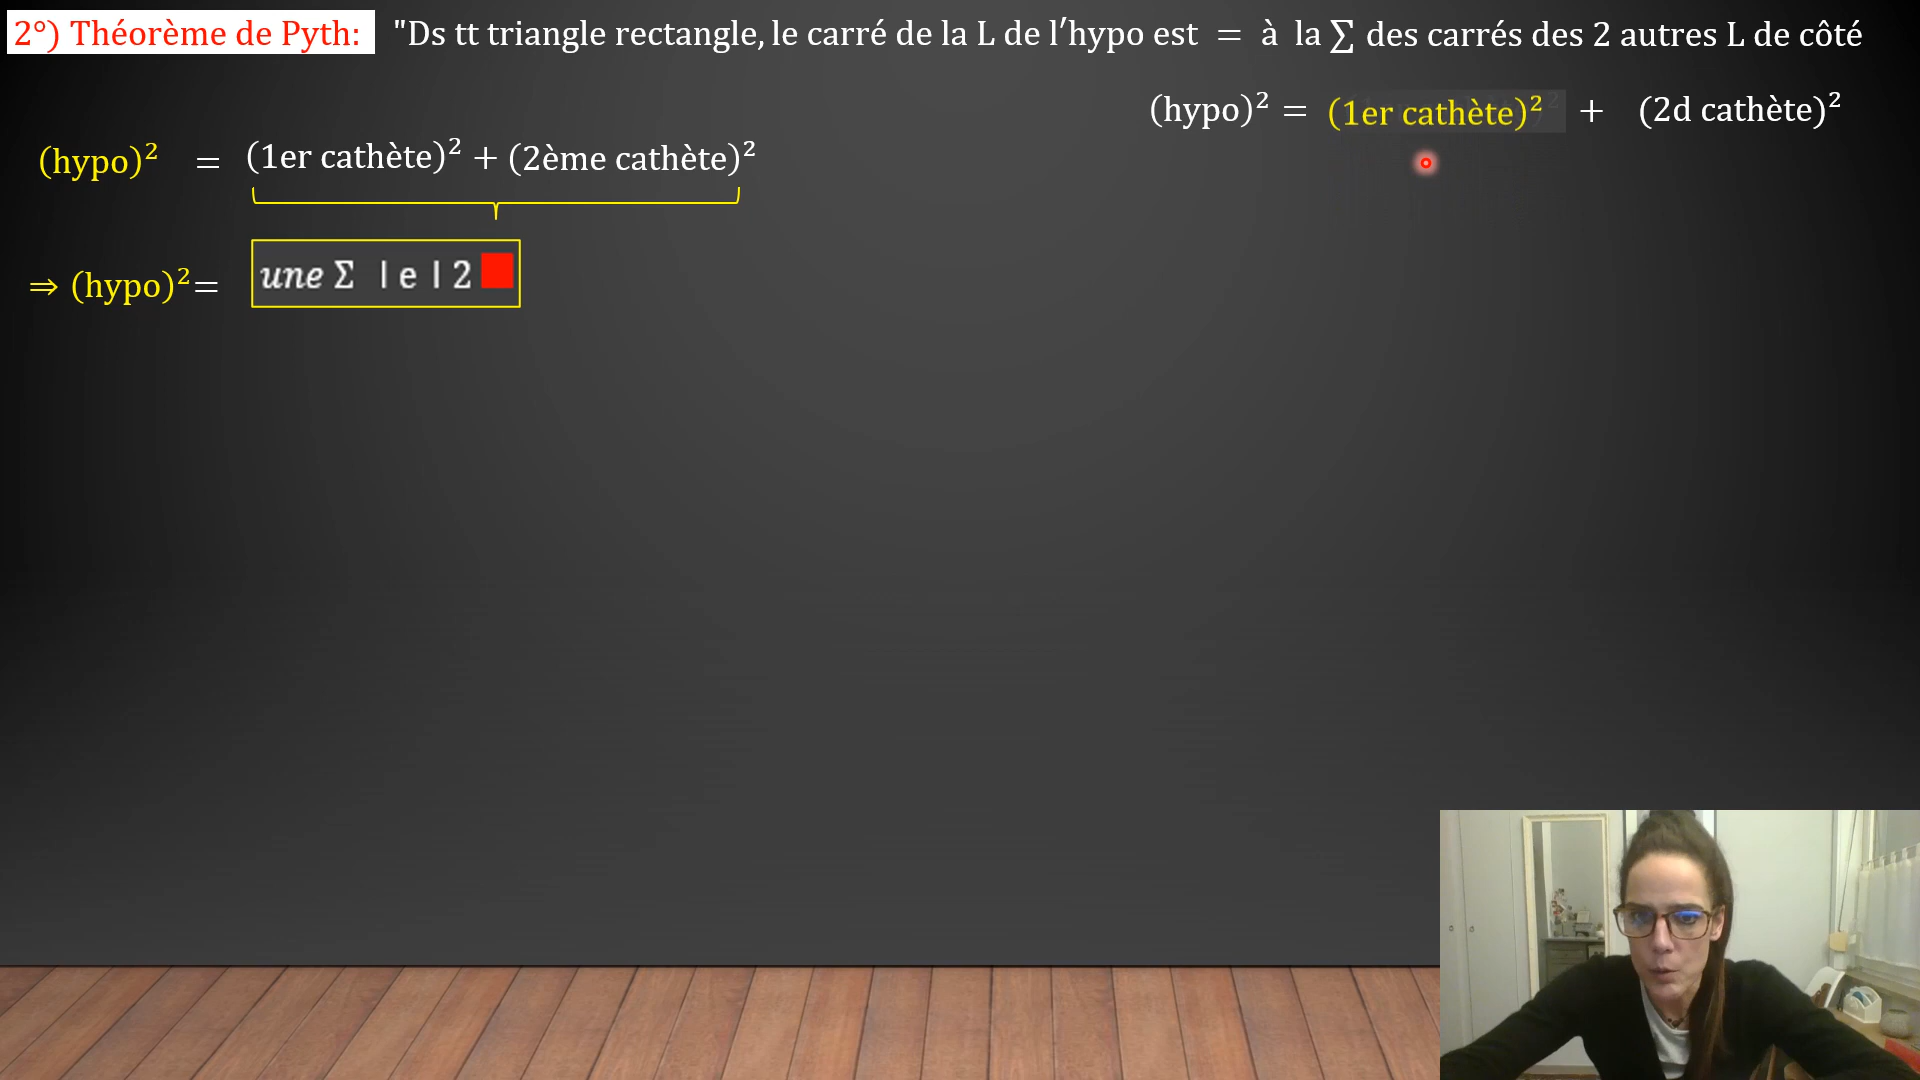 2°) Théorème de Pyth: "Ds tt triangle rectangle, le carré de la L de l′hypo est = à la ∑ des carrés des 2 autres L de côté
(hypo)² = (1er cathète)² + (2d cathète)²
(hypo)² = (1er cathète)² + (2ème cathète)²
⇒ (hypo)²= une Σ | e | 2